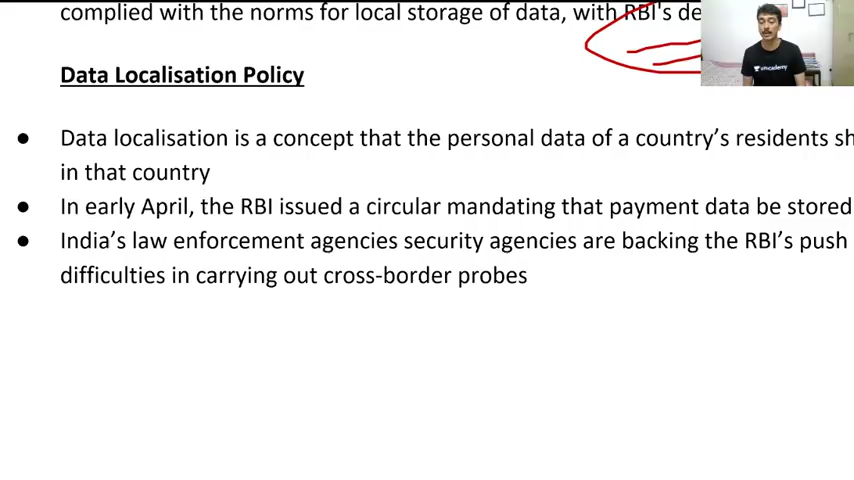 complied with the norms for local storage of data, with RBI's de
unacademy
Data Localisation Policy
● Data localisation is a concept that the personal data of a country's residents sh
in that country
● In early April, the RBI issued a circular mandating that payment data be stored
● India's law enforcement agencies security agencies are backing the RBI's push
difficulties in carrying out cross-border probes